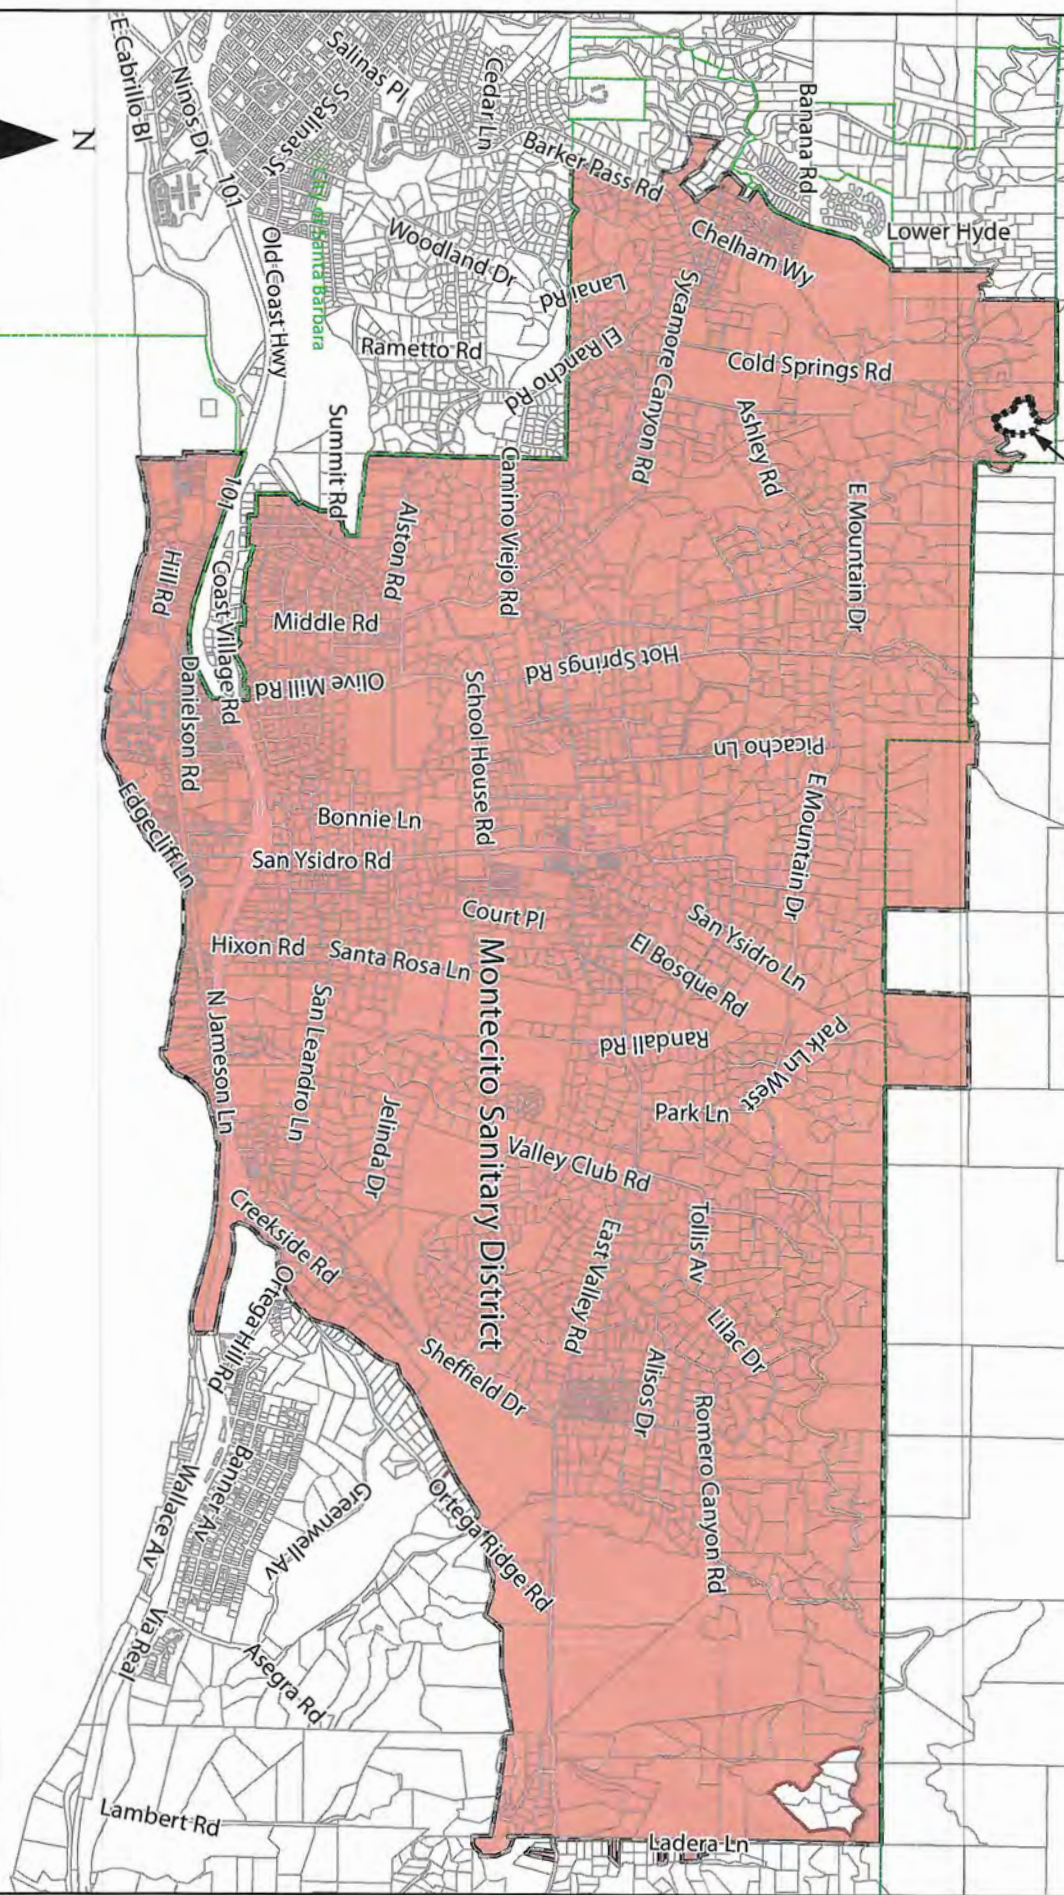 E Cabrillo Bl
Ninos Dr
101
Salinas Pl
S Salinas St
Cedar Ln
Barker Pass Rd
Banana Rd
Lower Hyde
N
City of Santa Barbara
Old Coast Hwy
Woodland Dr
Lanai Rd
Chelham Wy
Sycamore Canyon Rd
Rametto Rd
El Rancho Rd
Cold Springs Rd
Summit Rd
Ashley Rd
101
Camino Viejo Rd
Alston Rd
E Mountain Dr
Hill Rd
Coast Village Rd
Middle Rd
Olive Mill Rd
Hot Springs Rd
Danielson Rd
School House Rd
Picacho Ln
Edgecliff Ln
Bonnie Ln
E Mountain Dr
San Ysidro Rd
Court Pl
San Ysidro Ln
Hixon Rd
Santa Rosa Ln
El Bosque Rd
Montecito Sanitary District
N Jameson Ln
San Leandro Ln
Randall Rd
Park Ln West
Park Ln
Jelinda Dr
Valley Club Rd
Creekside Rd
Tollis Av
East Valley Rd
Ortega Hill Rd
Lilac Dr
Sheffield Dr
Alisos Dr
Romero Canyon Rd
Banner Av
Wallace Av
Greenwell Av
Ortega Ridge Rd
Via Real
Asegra Rd
Lambert Rd
Ladera Ln